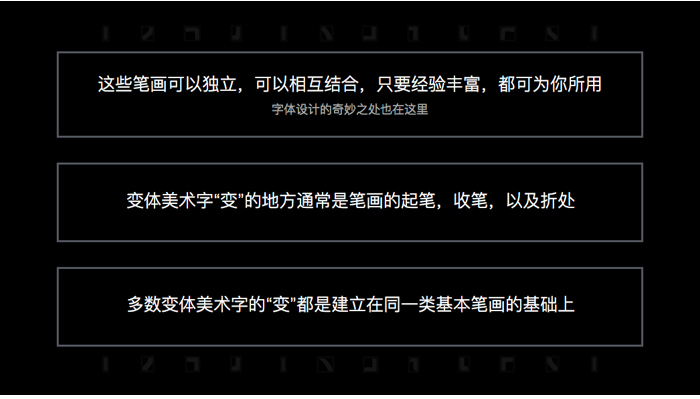 这些笔画可以独立，可以相互结合，只要经验丰富，都可为你所用
字体设计的奇妙之处也在这里
变体美术字“变”的地方通常是笔画的起笔，收笔，以及折处
多数变体美术字的“变”都是建立在同一类基本笔画的基础上